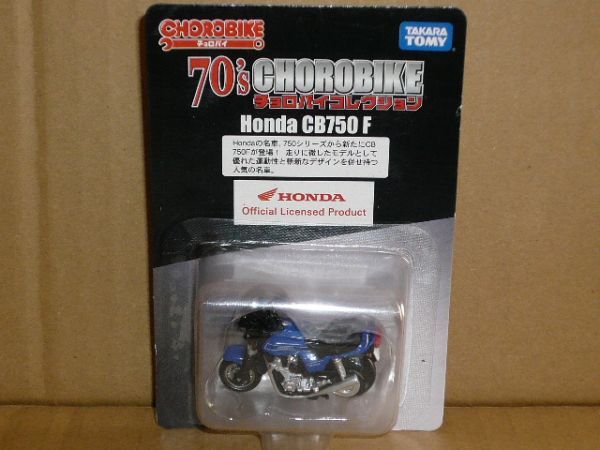 CHOROBIKE
チョロバイ
TAKARA
TOMY
70's CHOROBIKE
チョロバイコレクション
Honda CB750 F
Hondaの名車、750シリーズから新たにCB
750Fが登場! 走りに徹したモデルとして
優れた運動性と斬新なデザインを併せ持つ
人気の名車。
HONDA
Official Licensed Product